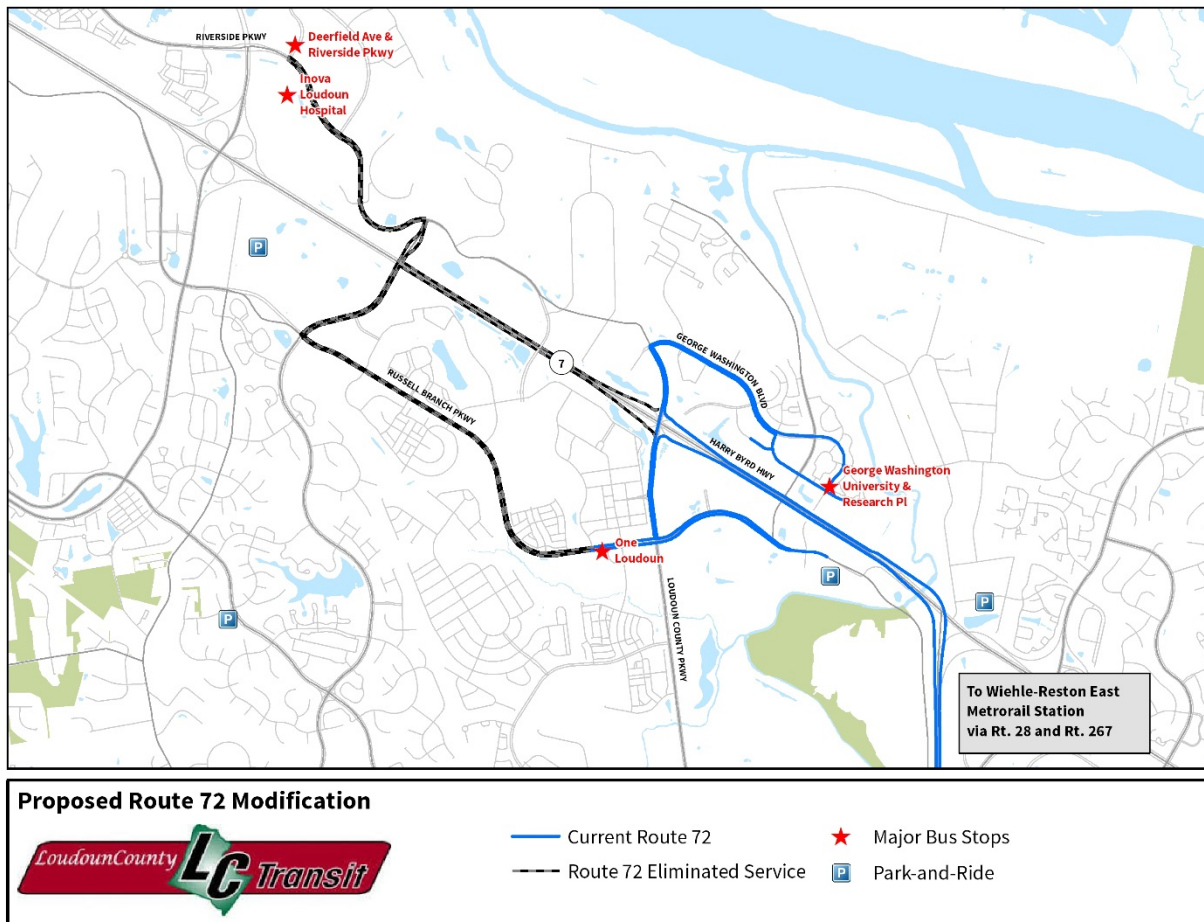 RIVERSIDE PKWY
Deerfield Ave &
Riverside Pkwy
Inova
Loudoun
Hospital
P
7
GEORGE WASHINGTON BLVD
RUSSELL BRANCH PKWY
HARRY BYRD HWY
George Washington
University &
Research Pl
One
Loudoun
P
P
P
LOUDOUN COUNTY PKWY
To Wiehle-Reston East
Metrorail Station
via Rt. 28 and Rt. 267
Proposed Route 72 Modification
LoudounCounty LC Transit
Current Route 72
Major Bus Stops
Route 72 Eliminated Service
P Park-and-Ride